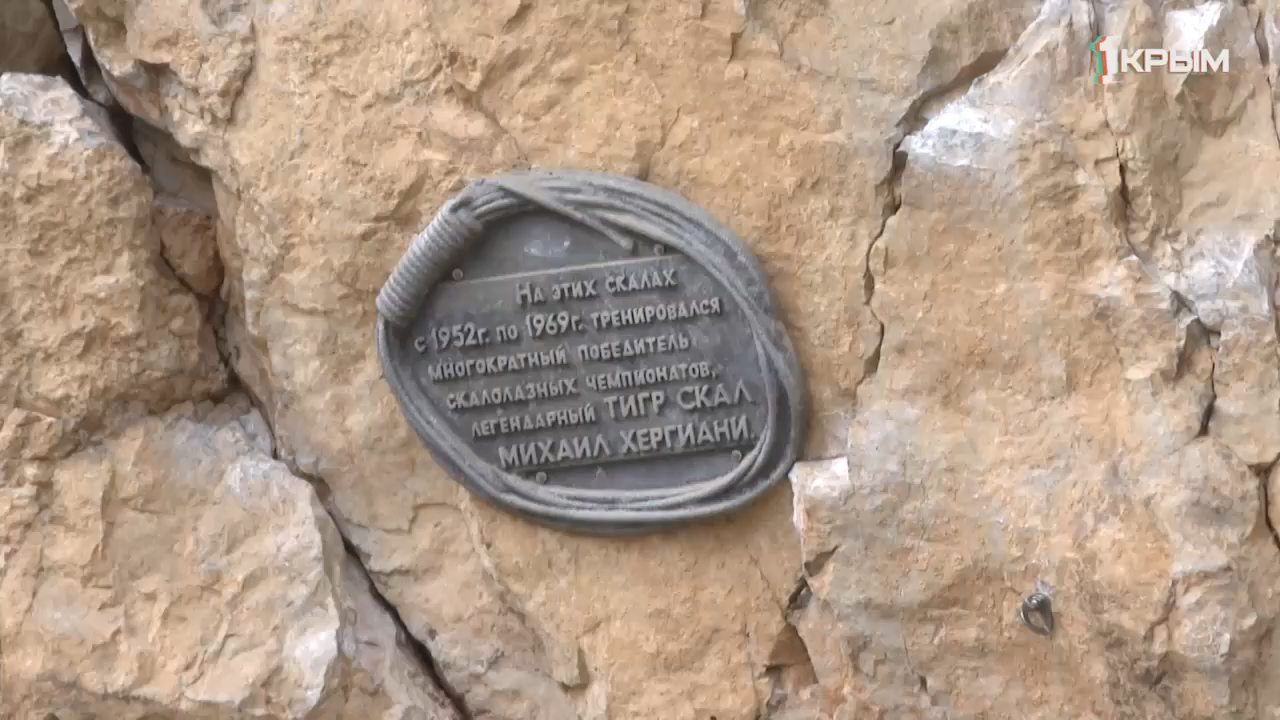 1КРЫМ
На этих скалах
с 1952г. по 1969г. тренировался
многократный победитель
скалолазных чемпионатов,
легендарный ТИГР СКАЛ
МИХАИЛ ХЕРГИАНИ.